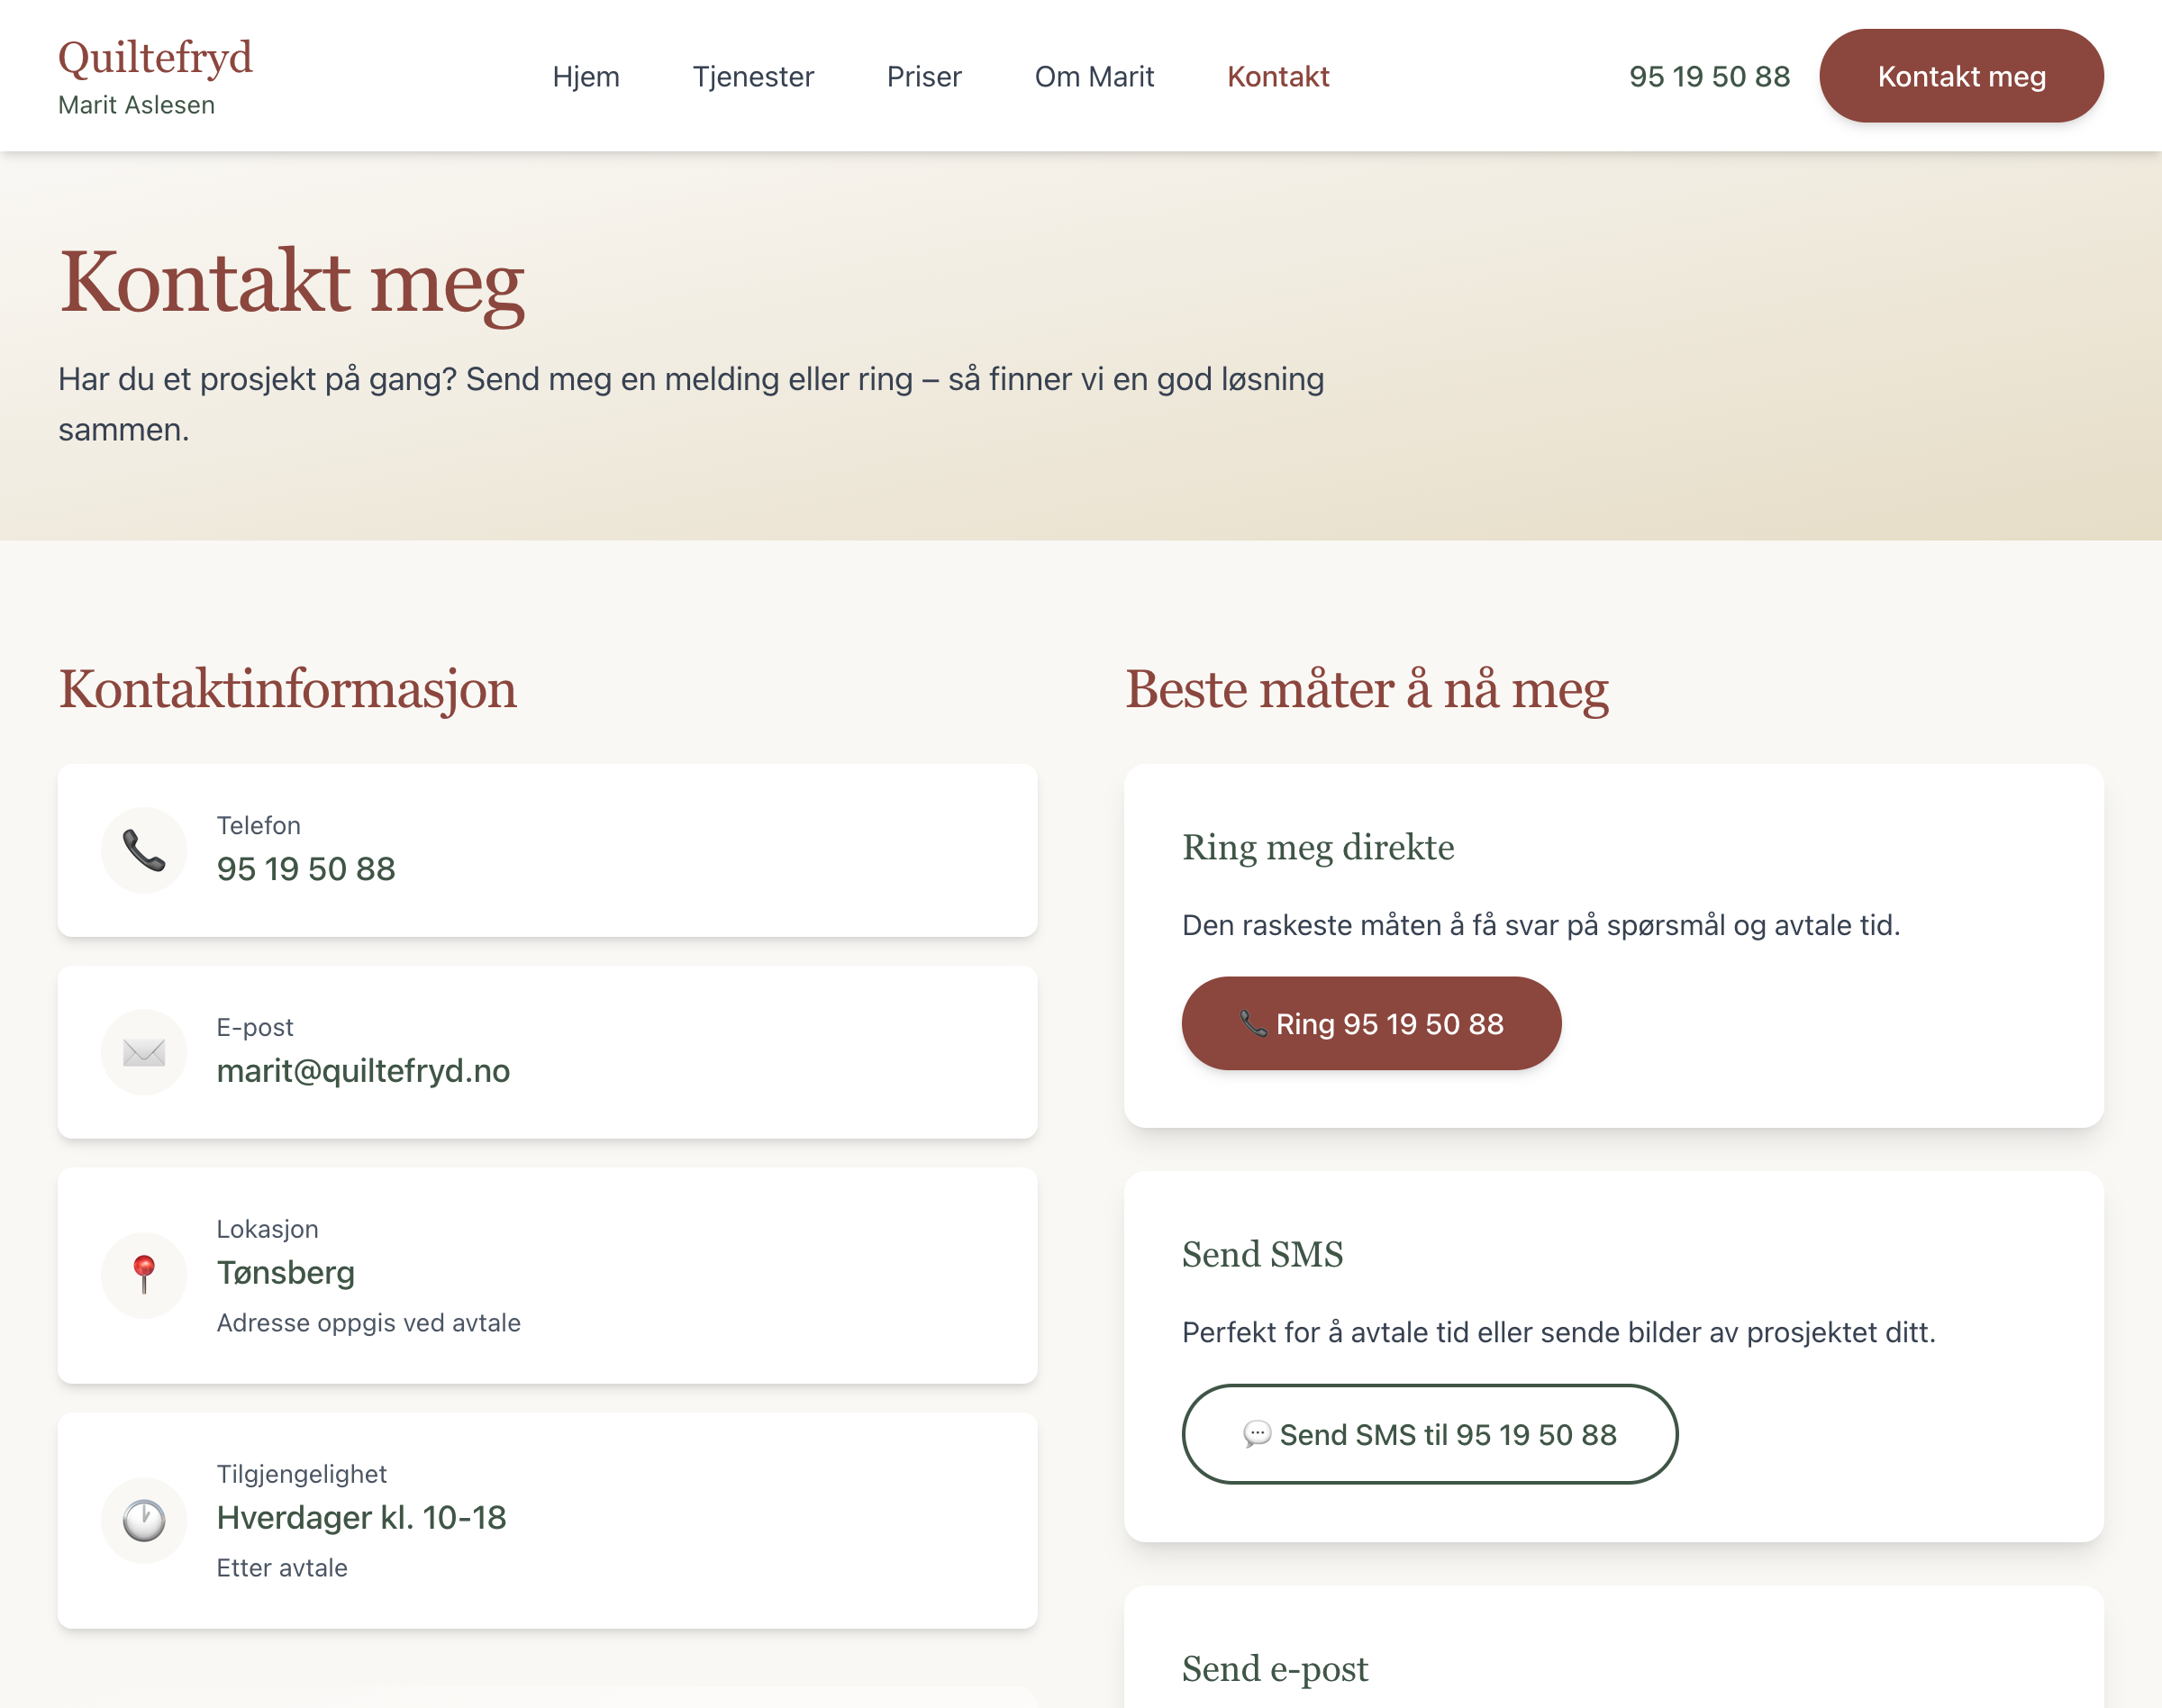 Quiltefryd
Marit Aslesen
Hjem
Tjenester
Priser
Om Marit
Kontakt
95 19 50 88
Kontakt meg
Kontakt meg
Har du et prosjekt på gang? Send meg en melding eller ring – så finner vi en god løsning
sammen.
Kontaktinformasjon
Telefon
95 19 50 88
E-post
marit@quiltefryd.no
Lokasjon
Tønsberg
Adresse oppgis ved avtale
Tilgjengelighet
Hverdager kl. 10-18
Etter avtale
Beste måter å nå meg
Ring meg direkte
Den raskeste måten å få svar på spørsmål og avtale tid.
Ring 95 19 50 88
Send SMS
Perfekt for å avtale tid eller sende bilder av prosjektet ditt.
Send SMS til 95 19 50 88
Send e-post